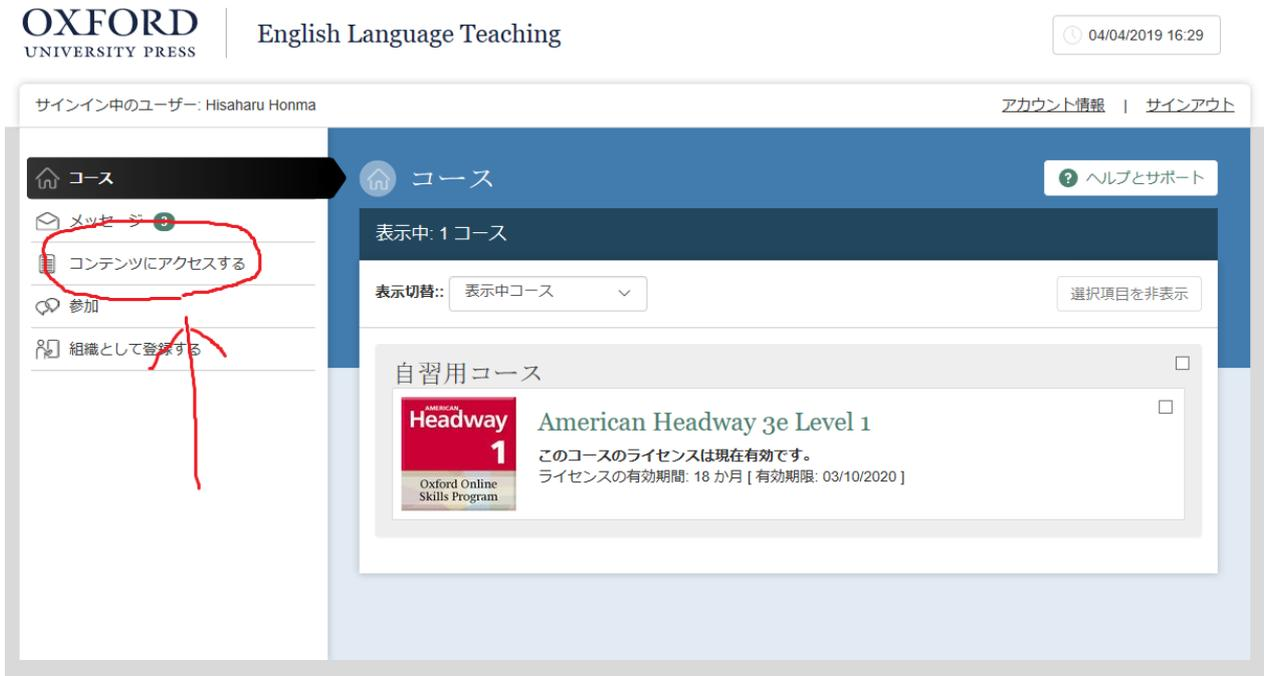 OXFORD
UNIVERSITY PRESS
English Language Teaching
04/04/2019 16:29
サインイン中のユーザー: Hisaharu Honma
アカウント情報 | サインアウト
コース
メッセージ 3
コンテンツにアクセスする
参加
組織として登録する
コース
ヘルプとサポート
表示中: 1 コース
表示切替:: 表示中コース
選択項目を非表示
自習用コース
AMERICAN
Headway
1
Oxford Online
Skills Program
American Headway 3e Level 1
このコースのライセンスは現在有効です。
ライセンスの有効期間: 18 か月 [ 有効期限: 03/10/2020 ]